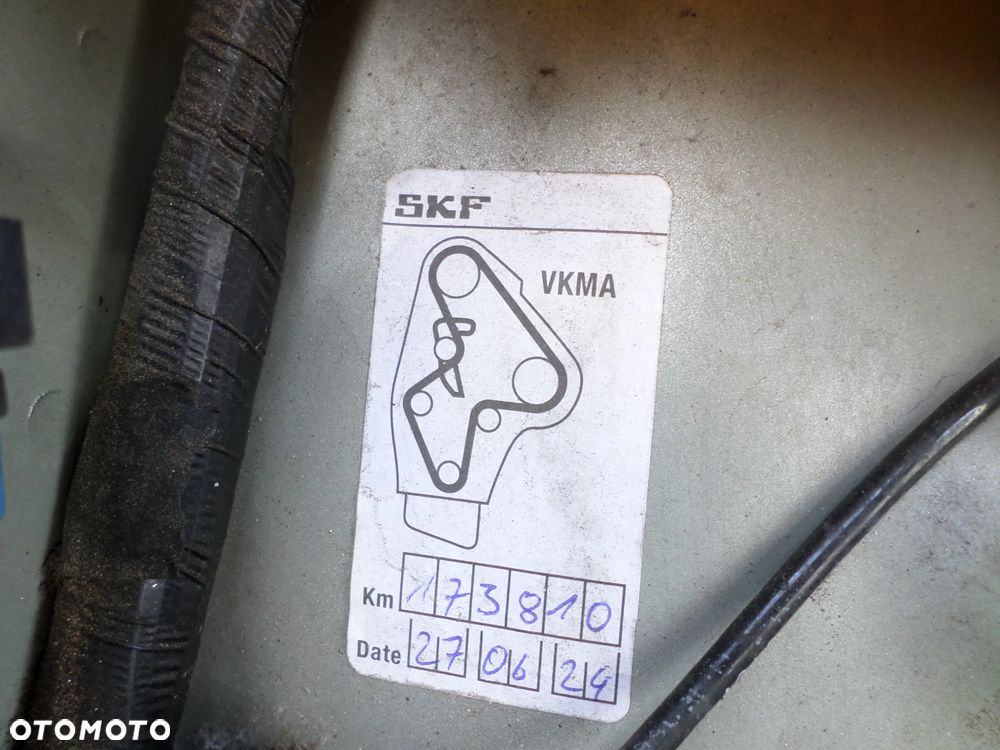 SKF
VKMA
Km 173810
Date 27 06 24
OTOMOTO